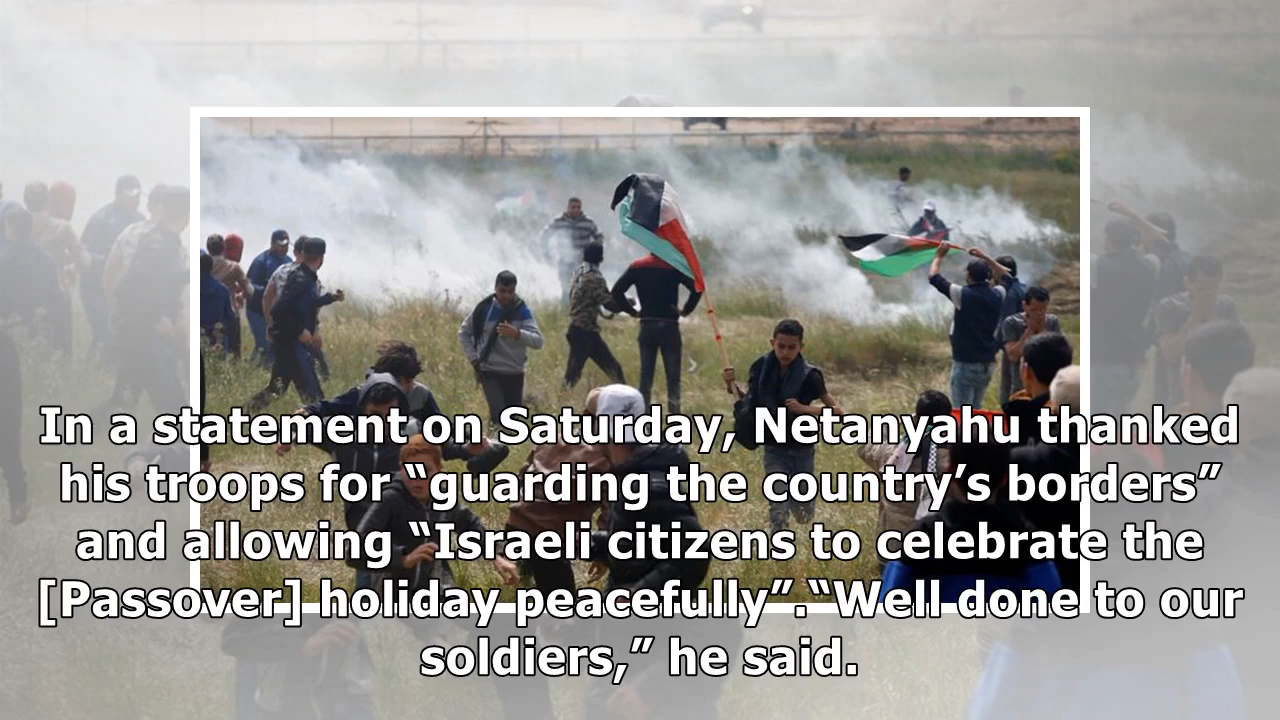 In a statement on Saturday, Netanyahu thanked
his troops for “guarding the country’s borders”
and allowing “Israeli citizens to celebrate the
[Passover] holiday peacefully”.“Well done to our
soldiers,” he said.